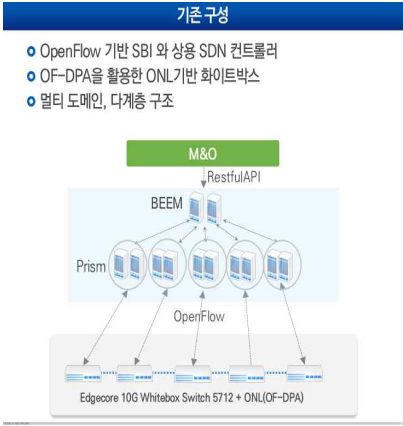 기존 구성
OpenFlow 기반 SBI 와 상용 SDN 컨트롤러
OF-DPA을 활용한 ONL기반 화이트박스
멀티 도메인, 다계층 구조
M&O
RestfulAPI
BEEM
Prism
OpenFlow
Edgecore 10G Whitebox Switch 5712 + ONL(OF-DPA)